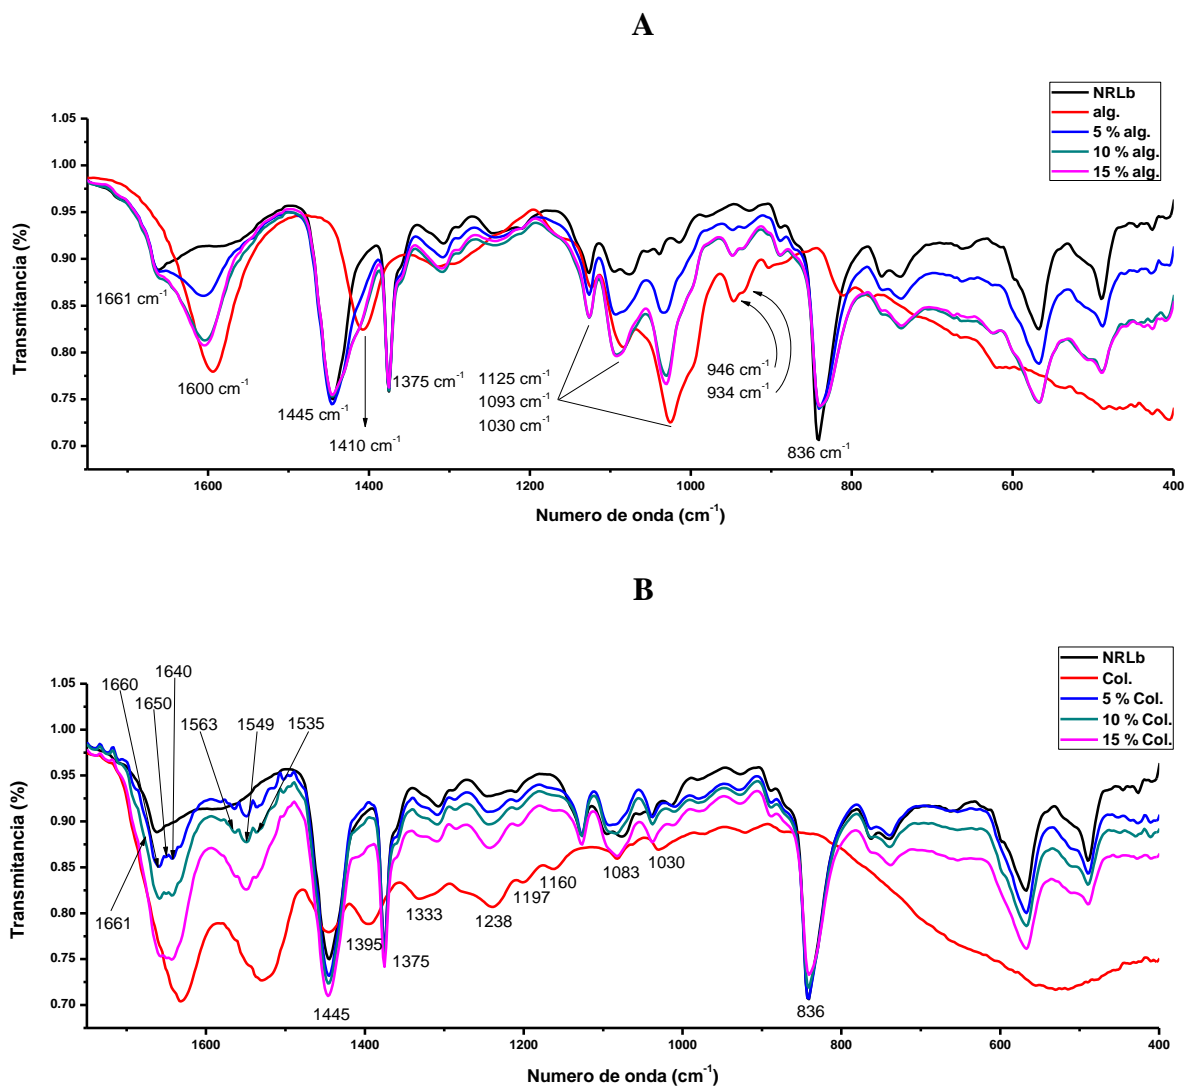 A
NRLb
alg.
5 % alg.
10 % alg.
15 % alg.
1.05
1.00
0.95
0.90
0.85
0.80
0.75
0.70
Transmitancia (%)
1661 cm⁻¹
1600 cm⁻¹
1445 cm⁻¹
1410 cm⁻¹
1375 cm⁻¹
1125 cm⁻¹
1093 cm⁻¹
1030 cm⁻¹
946 cm⁻¹
934 cm⁻¹
836 cm⁻¹
1600 1400 1200 1000 800 600 400
Numero de onda (cm⁻¹)
B
NRLb
Col.
5 % Col.
10 % Col.
15 % Col.
1.05
1.00
0.95
0.90
0.85
0.80
0.75
0.70
Transmitancia (%)
1660
1650
1640
1563
1549
1535
1661
1445
1395
1375
1333
1238
1197
1160
1083
1030
836
1600 1400 1200 1000 800 600 400
Numero de onda (cm⁻¹)